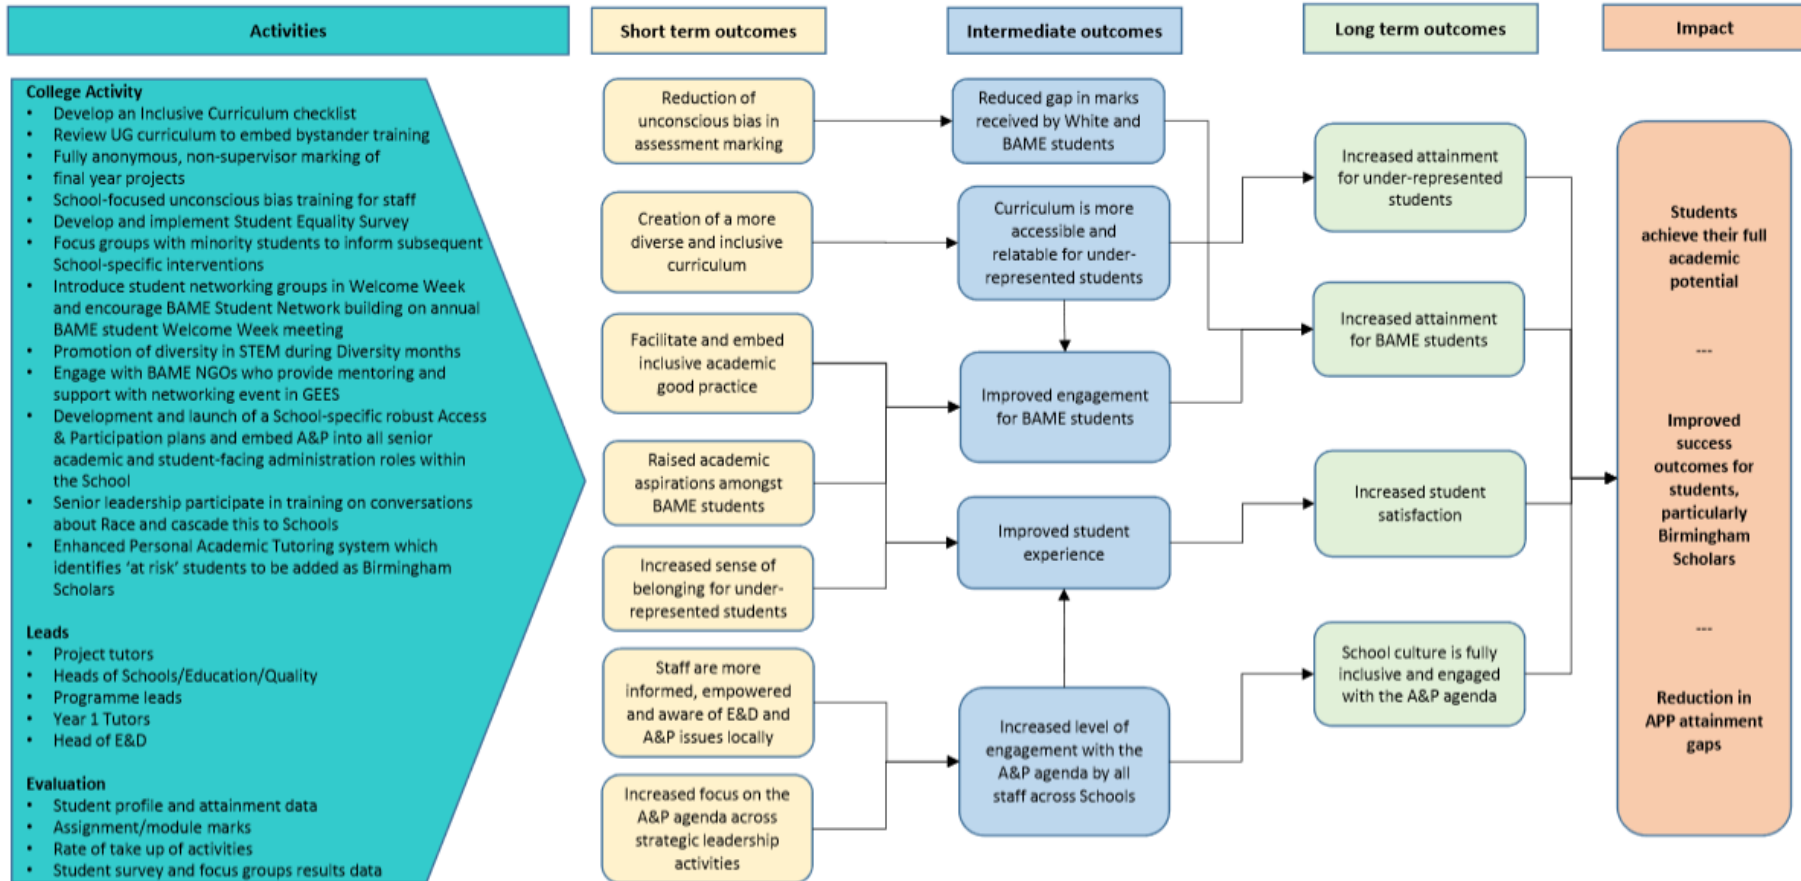 Activities
Short term outcomes
Intermediate outcomes
Long term outcomes
Impact
College Activity
• Develop an Inclusive Curriculum checklist
• Review UG curriculum to embed bystander training
• Fully anonymous, non-supervisor marking of
• final year projects
• School-focused unconscious bias training for staff
• Develop and implement Student Equality Survey
• Focus groups with minority students to inform subsequent
School-specific interventions
• Introduce student networking groups in Welcome Week
and encourage BAME Student Network building on annual
BAME student Welcome Week meeting
• Promotion of diversity in STEM during Diversity months
• Engage with BAME NGOs who provide mentoring and
support with networking event in GEES
• Development and launch of a School-specific robust Access
& Participation plans and embed A&P into all senior
academic and student-facing administration roles within
the School
• Senior leadership participate in training on conversations
about Race and cascade this to Schools
• Enhanced Personal Academic Tutoring system which
identifies ‘at risk’ students to be added as Birmingham
Scholars
Leads
• Project tutors
• Heads of Schools/Education/Quality
• Programme leads
• Year 1 Tutors
• Head of E&D
Evaluation
• Student profile and attainment data
• Assignment/module marks
• Rate of take up of activities
• Student survey and focus groups results data
Reduction of
unconscious bias in
assessment marking
Creation of a more
diverse and inclusive
curriculum
Facilitate and embed
inclusive academic
good practice
Raised academic
aspirations amongst
BAME students
Increased sense of
belonging for under-
represented students
Staff are more
informed, empowered
and aware of E&D and
A&P issues locally
Increased focus on the
A&P agenda across
strategic leadership
activities
Reduced gap in marks
received by White and
BAME students
Curriculum is more
accessible and
relatable for under-
represented students
Improved engagement
for BAME students
Improved student
experience
Increased level of
engagement with the
A&P agenda by all
staff across Schools
Increased attainment
for under-represented
students
Increased attainment
for BAME students
Increased student
satisfaction
School culture is fully
inclusive and engaged
with the A&P agenda
Students
achieve their full
academic
potential
---
Improved
success
outcomes for
students,
particularly
Birmingham
Scholars
---
Reduction in
APP attainment
gaps